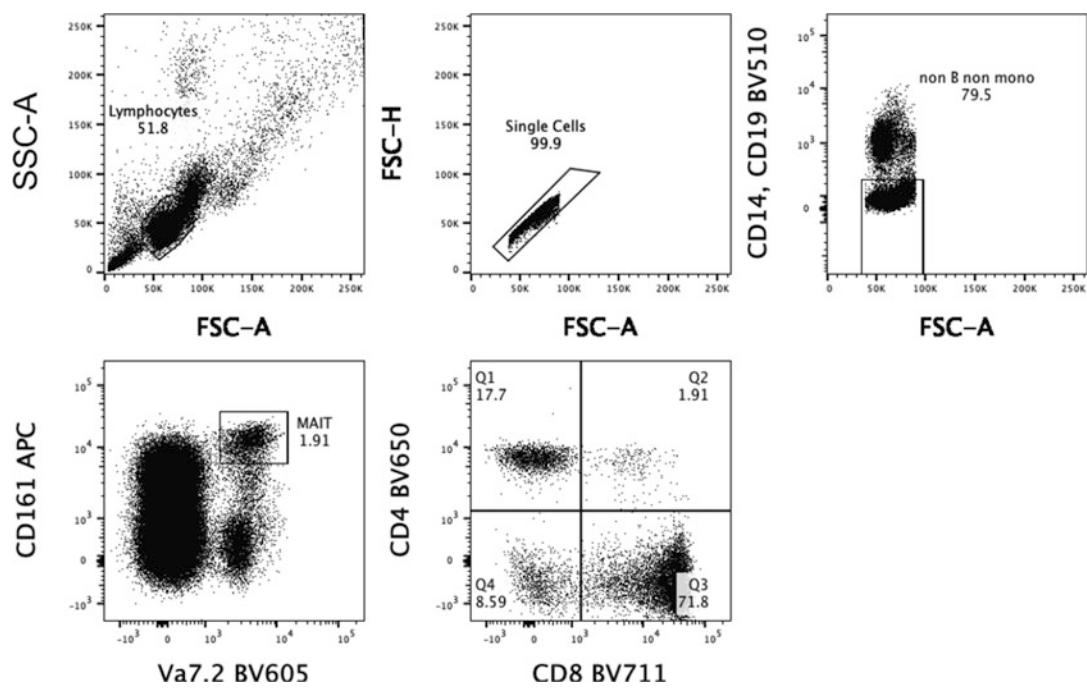 SSC-A
250K
200K
150K
100K
50K
0
Lymphocytes
51.8
0 50K 100K 150K 200K 250K
FSC-A
FSC-H
250K
200K
150K
100K
50K
0
Single Cells
99.9
0 50K 100K 150K 200K 250K
FSC-A
CD14, CD19 BV510
10^5
10^4
10^3
0
non B non mono
79.5
0 50K 100K 150K 200K 250K
FSC-A
CD161 APC
10^5
10^4
10^3
0
-10^3
MAIT
1.91
-10^3 0 10^3 10^4 10^5
Va7.2 BV605
CD4 BV650
10^5
10^4
10^3
0
-10^3
Q1
17.7
Q2
1.91
Q4
8.59
Q3
71.8
-10^3 0 10^3 10^4 10^5
CD8 BV711